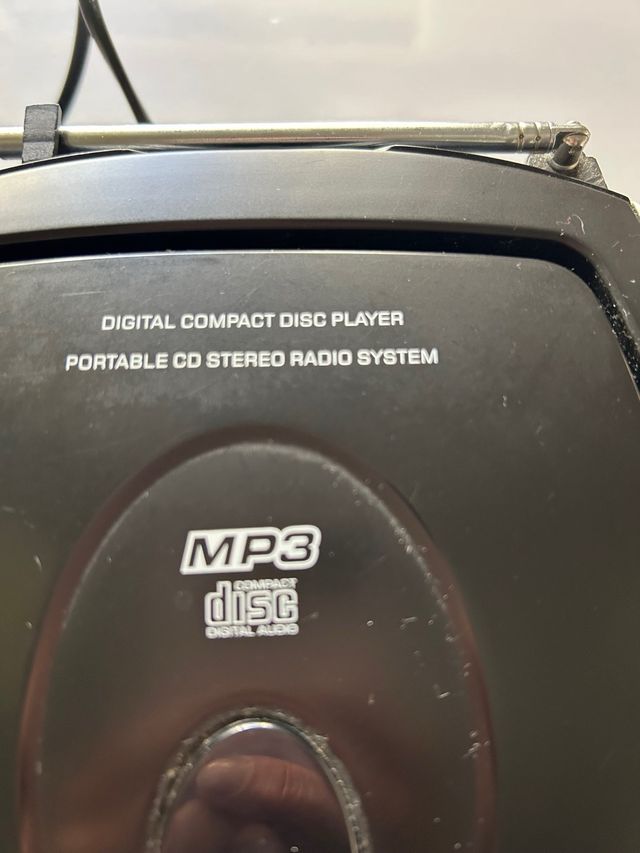 DIGITAL COMPACT DISC PLAYER
PORTABLE CD STEREO RADIO SYSTEM
MP3
COMPACT
disc
DIGITAL AUDIO